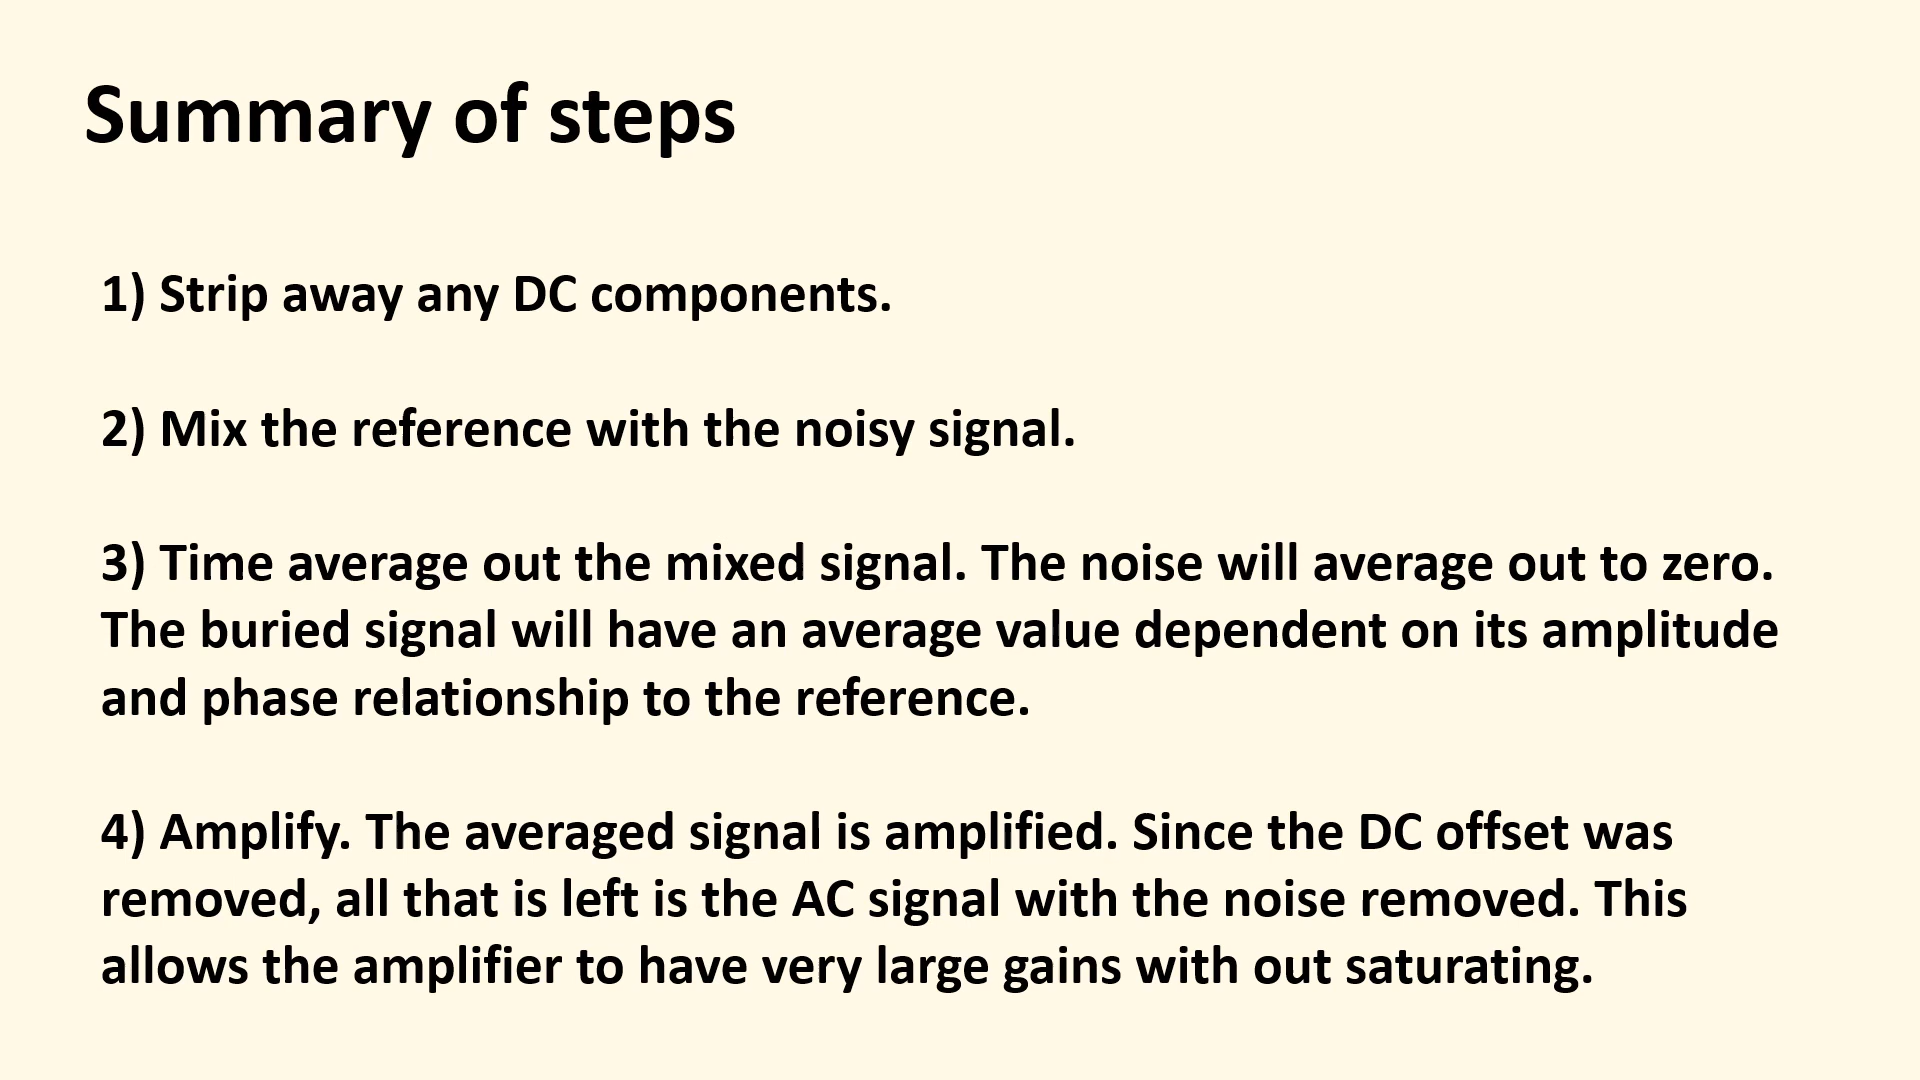 Summary of steps
1) Strip away any DC components.
2) Mix the reference with the noisy signal.
3) Time average out the mixed signal. The noise will average out to zero.
The buried signal will have an average value dependent on its amplitude
and phase relationship to the reference.
4) Amplify. The averaged signal is amplified. Since the DC offset was
removed, all that is left is the AC signal with the noise removed. This
allows the amplifier to have very large gains with out saturating.